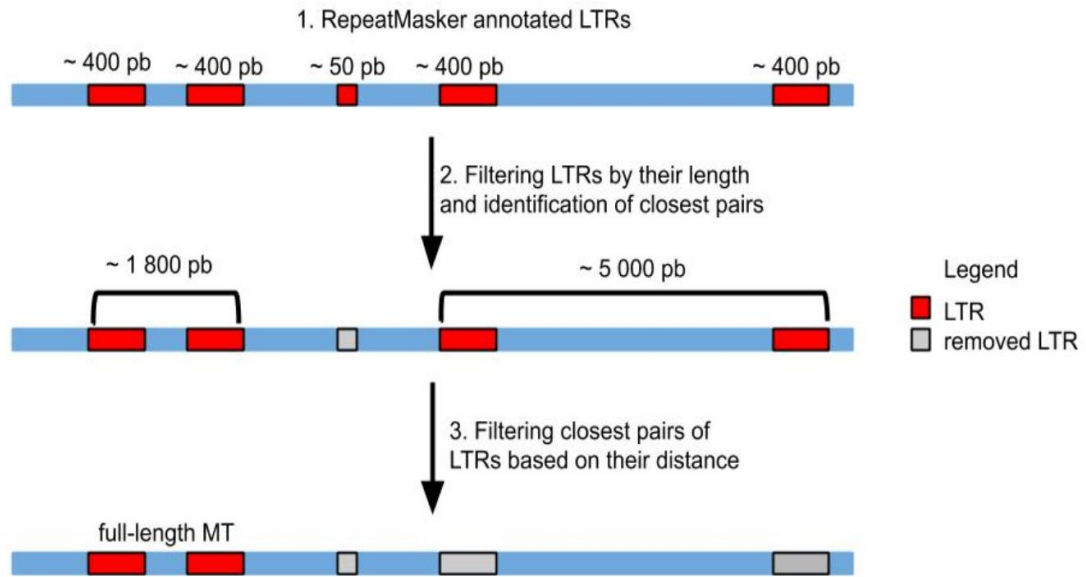 1. RepeatMasker annotated LTRs
~ 400 pb ~ 400 pb ~ 50 pb ~ 400 pb ~ 400 pb
2. Filtering LTRs by their length
and identification of closest pairs
~ 1 800 pb ~ 5 000 pb
Legend
LTR
removed LTR
3. Filtering closest pairs of
LTRs based on their distance
full-length MT